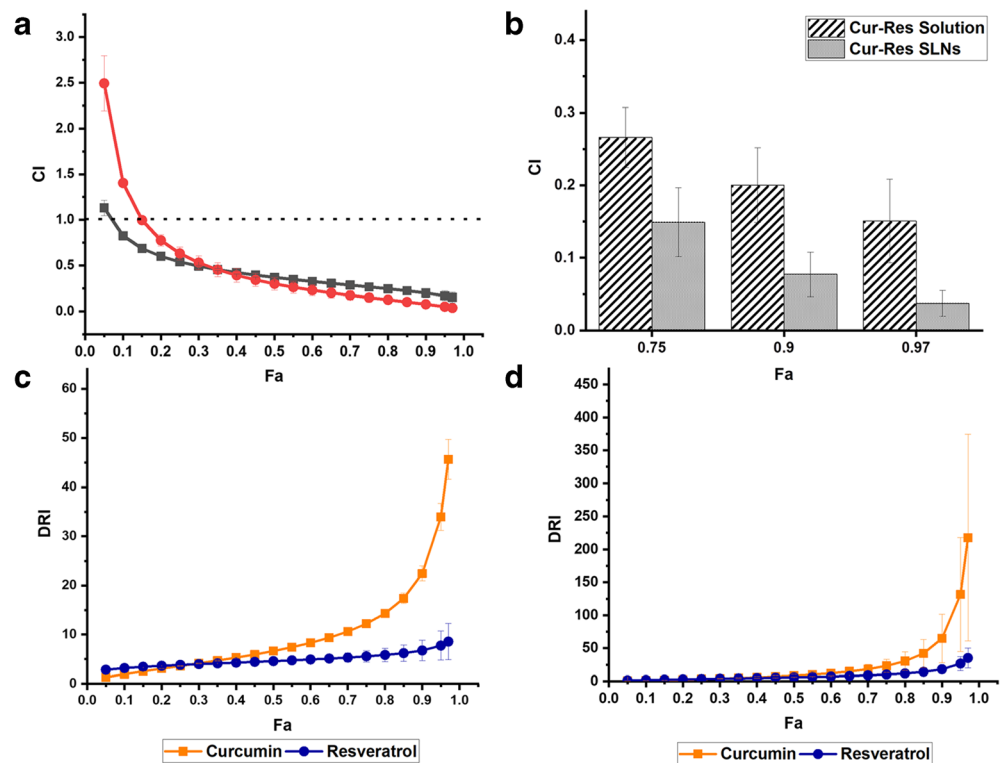 a
3.0
2.5
2.0
1.5
1.0
0.5
0.0
CI
0.0 0.1 0.2 0.3 0.4 0.5 0.6 0.7 0.8 0.9 1.0
Fa
b
Cur-Res Solution
Cur-Res SLNs
0.4
0.3
0.2
0.1
0.0
CI
0.75 0.9 0.97
Fa
c
60
50
40
30
20
10
0
DRI
0.0 0.1 0.2 0.3 0.4 0.5 0.6 0.7 0.8 0.9 1.0
Fa
Curcumin Resveratrol
d
450
400
350
300
250
200
150
100
50
0
DRI
0.0 0.1 0.2 0.3 0.4 0.5 0.6 0.7 0.8 0.9 1.0
Fa
Curcumin Resveratrol